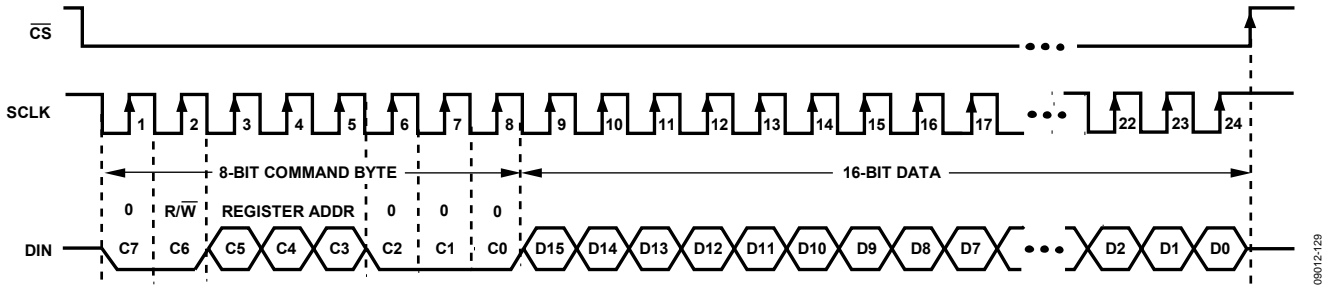 CS
SCLK
1 2 3 4 5 6 7 8 9 10 11 12 13 14 15 16 17 22 23 24
8-BIT COMMAND BYTE 16-BIT DATA
0 R/W REGISTER ADDR 0 0 0
DIN C7 C6 C5 C4 C3 C2 C1 C0 D15 D14 D13 D12 D11 D10 D9 D8 D7 D2 D1 D0
09012-129